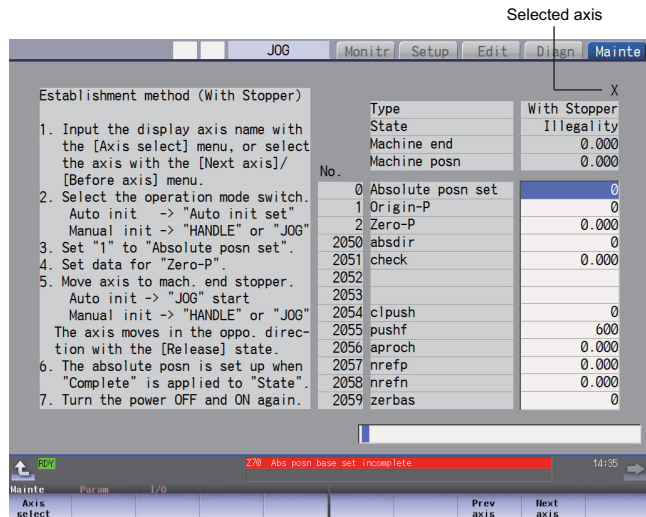 Selected axis
JOG Monitr Setup Edit Diagn Mainte
Establishment method (With Stopper)
1. Input the display axis name with
the [Axis select] menu, or select
the axis with the [Next axis]/
[Before axis] menu.
2. Select the operation mode switch.
Auto init -> "Auto init set"
Manual init -> "HANDLE" or "JOG"
3. Set "1" to "Absolute posn set".
4. Set data for "Zero-P".
5. Move axis to mach. end stopper.
Auto init -> "JOG" start
Manual init -> "HANDLE" or "JOG"
The axis moves in the oppo. direc-
tion with the [Release] state.
6. The absolute posn is set up when
"Complete" is applied to "State".
7. Turn the power OFF and ON again.
X
Type With Stopper
State Illegality
Machine end 0.000
Machine posn 0.000
No.
0 Absolute posn set 0
1 Origin-P 0
2 Zero-P 0.000
2050 absdir 0
2051 check 0.000
2052
2053
2054 clpush 0
2055 pushf 600
2056 aproch 0.000
2057 nrefp 0.000
2058 nrefn 0.000
2059 zerbas 0
RDY Z70 Abs posn base set incomplete 14:35
Mainte Param I/O
Axis select Prev axis Next axis